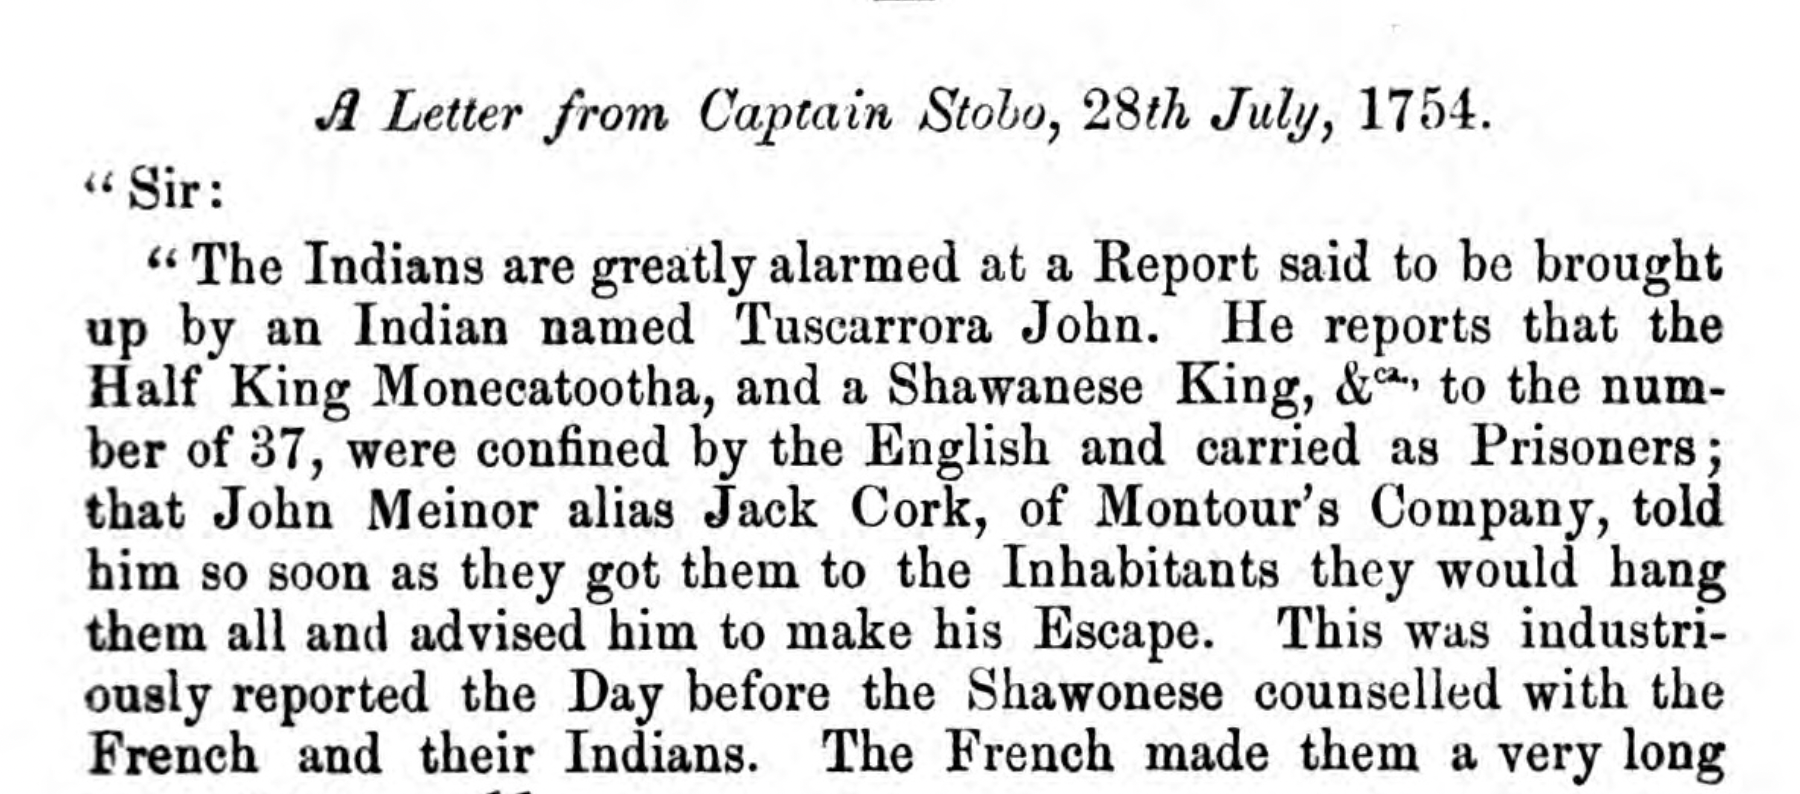 A Letter from Captain Stobo, 28th July, 1754.
“Sir:
“The Indians are greatly alarmed at a Report said to be brought
up by an Indian named Tuscarrora John. He reports that the
Half King Monecatootha, and a Shawanese King, &ca., to the num-
ber of 37, were confined by the English and carried as Prisoners;
that John Meinor alias Jack Cork, of Montour’s Company, told
him so soon as they got them to the Inhabitants they would hang
them all and advised him to make his Escape. This was industri-
ously reported the Day before the Shawonese counselled with the
French and their Indians. The French made them a very long